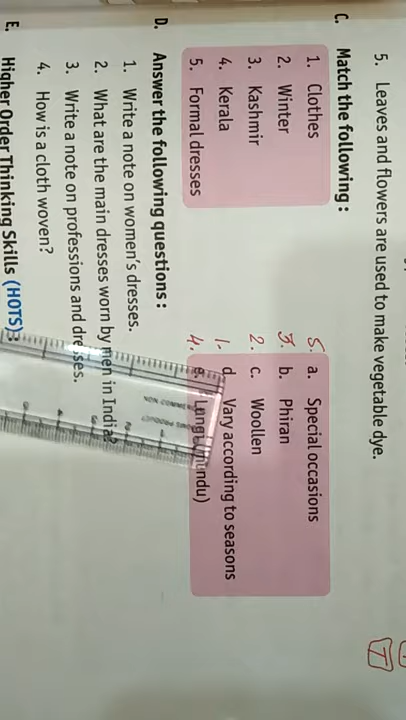 5. Leaves and flowers are used to make vegetable dye.
T
C. Match the following :
1. Clothes 5. a. Special occasions
2. Winter 3. b. Phiran
3. Kashmir 2. c. Woollen
4. Kerala 1. d. Vary according to seasons
5. Formal dresses 4. e. Lungi (mundu)
D. Answer the following questions :
1. Write a note on women's dresses.
2. What are the main dresses worn by men in India?
3. Write a note on professions and dresses.
4. How is a cloth woven?
E. Higher Order Thinking Skills (HOTS)